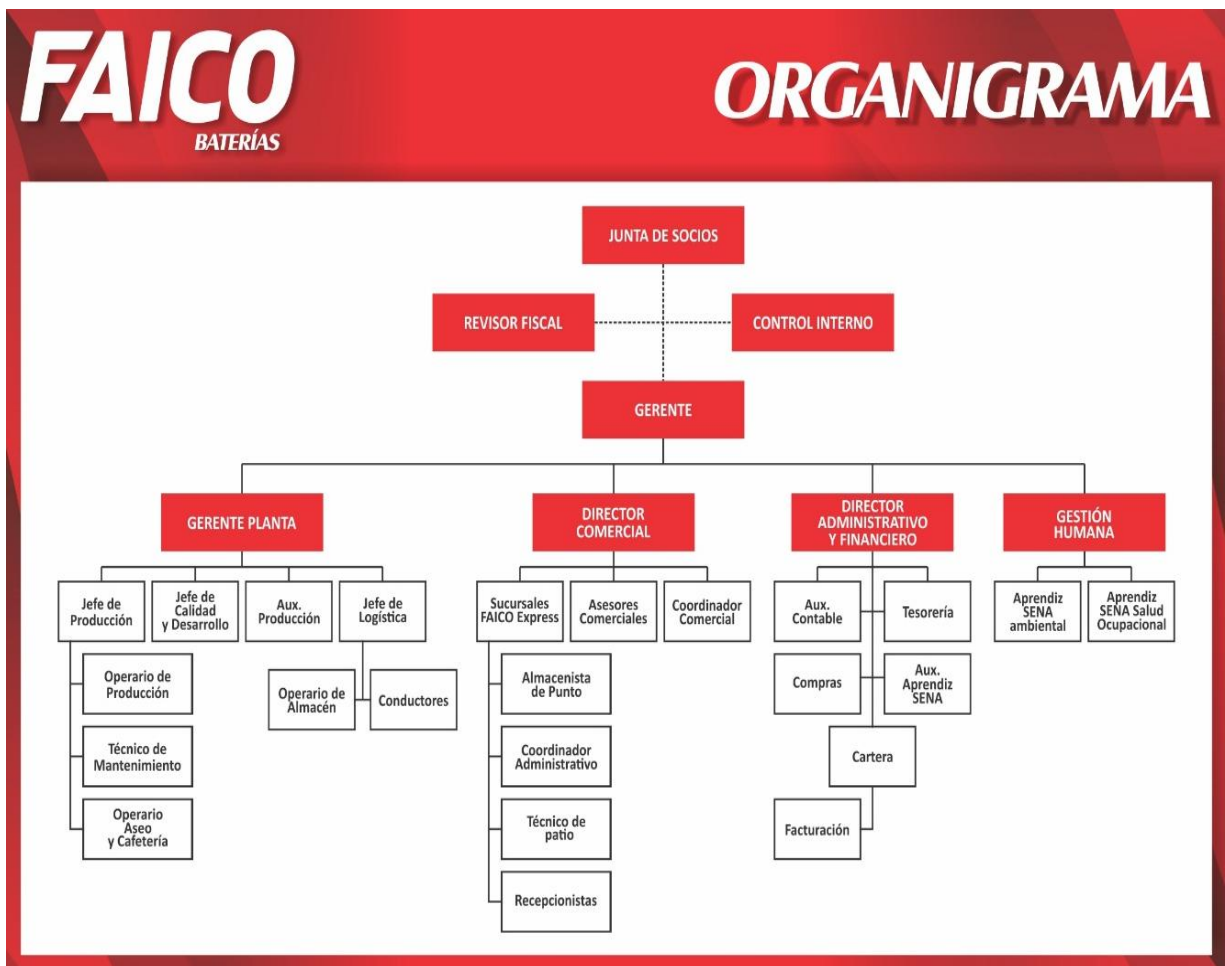 FAICO
BATERÍAS
ORGANIGRAMA
JUNTA DE SOCIOS
REVISOR FISCAL
CONTROL INTERNO
GERENTE
GERENTE PLANTA
DIRECTOR
COMERCIAL
DIRECTOR
ADMINISTRATIVO
Y FINANCIERO
GESTIÓN
HUMANA
Jefe de
Producción
Jefe de
Calidad
y Desarrollo
Aux.
Producción
Jefe de
Logística
Sucursales
FAICO Express
Asesores
Comerciales
Coordinador
Comercial
Aux.
Contable
Tesorería
Aprendiz
SENA
ambiental
Aprendiz
SENA Salud
Ocupacional
Operario de
Producción
Operario de
Almacén
Conductores
Almacenista
de Punto
Compras
Aux.
Aprendiz
SENA
Técnico de
Mantenimiento
Coordinador
Administrativo
Cartera
Operario
Aseo
y Cafetería
Técnico de
patio
Facturación
Recepcionistas